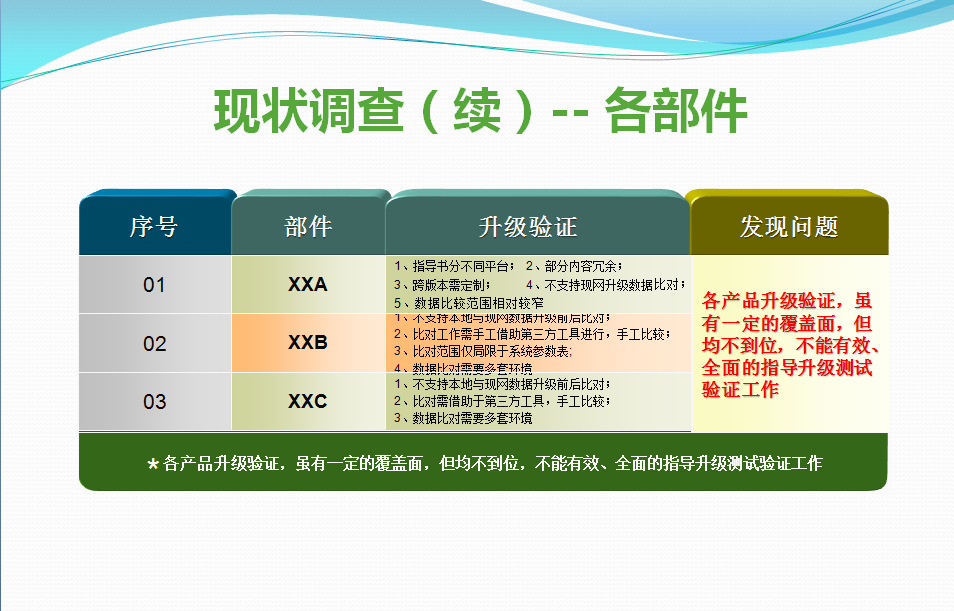 现状调查（续）-- 各部件
序号 部件 升级验证 发现问题
01 XXA
1、指导书分不同平台； 2、部分内容冗余；
3、跨版本需定制； 4、不支持现网升级数据比对；
5、数据比较范围相对较窄
02 XXB
1、不支持本地与现网数据升级前后比对；
2、比对工作需手工借助第三方工具进行，手工比较；
3、比对范围仅局限于系统参数表;
4、数据比对需要多套环境
03 XXC
1、不支持本地与现网数据升级前后比对；
2、比对需借助于第三方工具，手工比较；
3、数据比对需要多套环境
各产品升级验证，虽
有一定的覆盖面，但
均不到位，不能有效、
全面的指导升级测试
验证工作
★各产品升级验证，虽有一定的覆盖面，但均不到位，不能有效、全面的指导升级测试验证工作